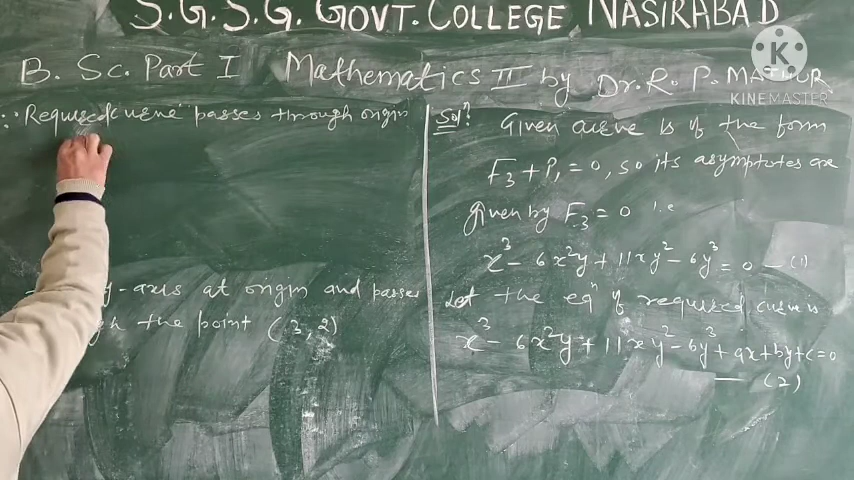 S.G.S.G. GOVT. COLLEGE NASIRABAD
B. Sc. Part I Mathematics II by Dr. R. P. MATHUR
K
KINEMASTER
∵ Required curve passes through origin
y-axis at origin and passes
the point (3, 2)
Solⁿ: Given curve is of the form
F₃ + P₁ = 0, so its asymptotes are
given by F₃ = 0 i.e
x³ - 6x²y + 11xy² - 6y³ = 0 — (1)
Let the eqⁿ of required curve is
x³ - 6x²y + 11xy² - 6y³ + ax + by + c = 0
— (2)